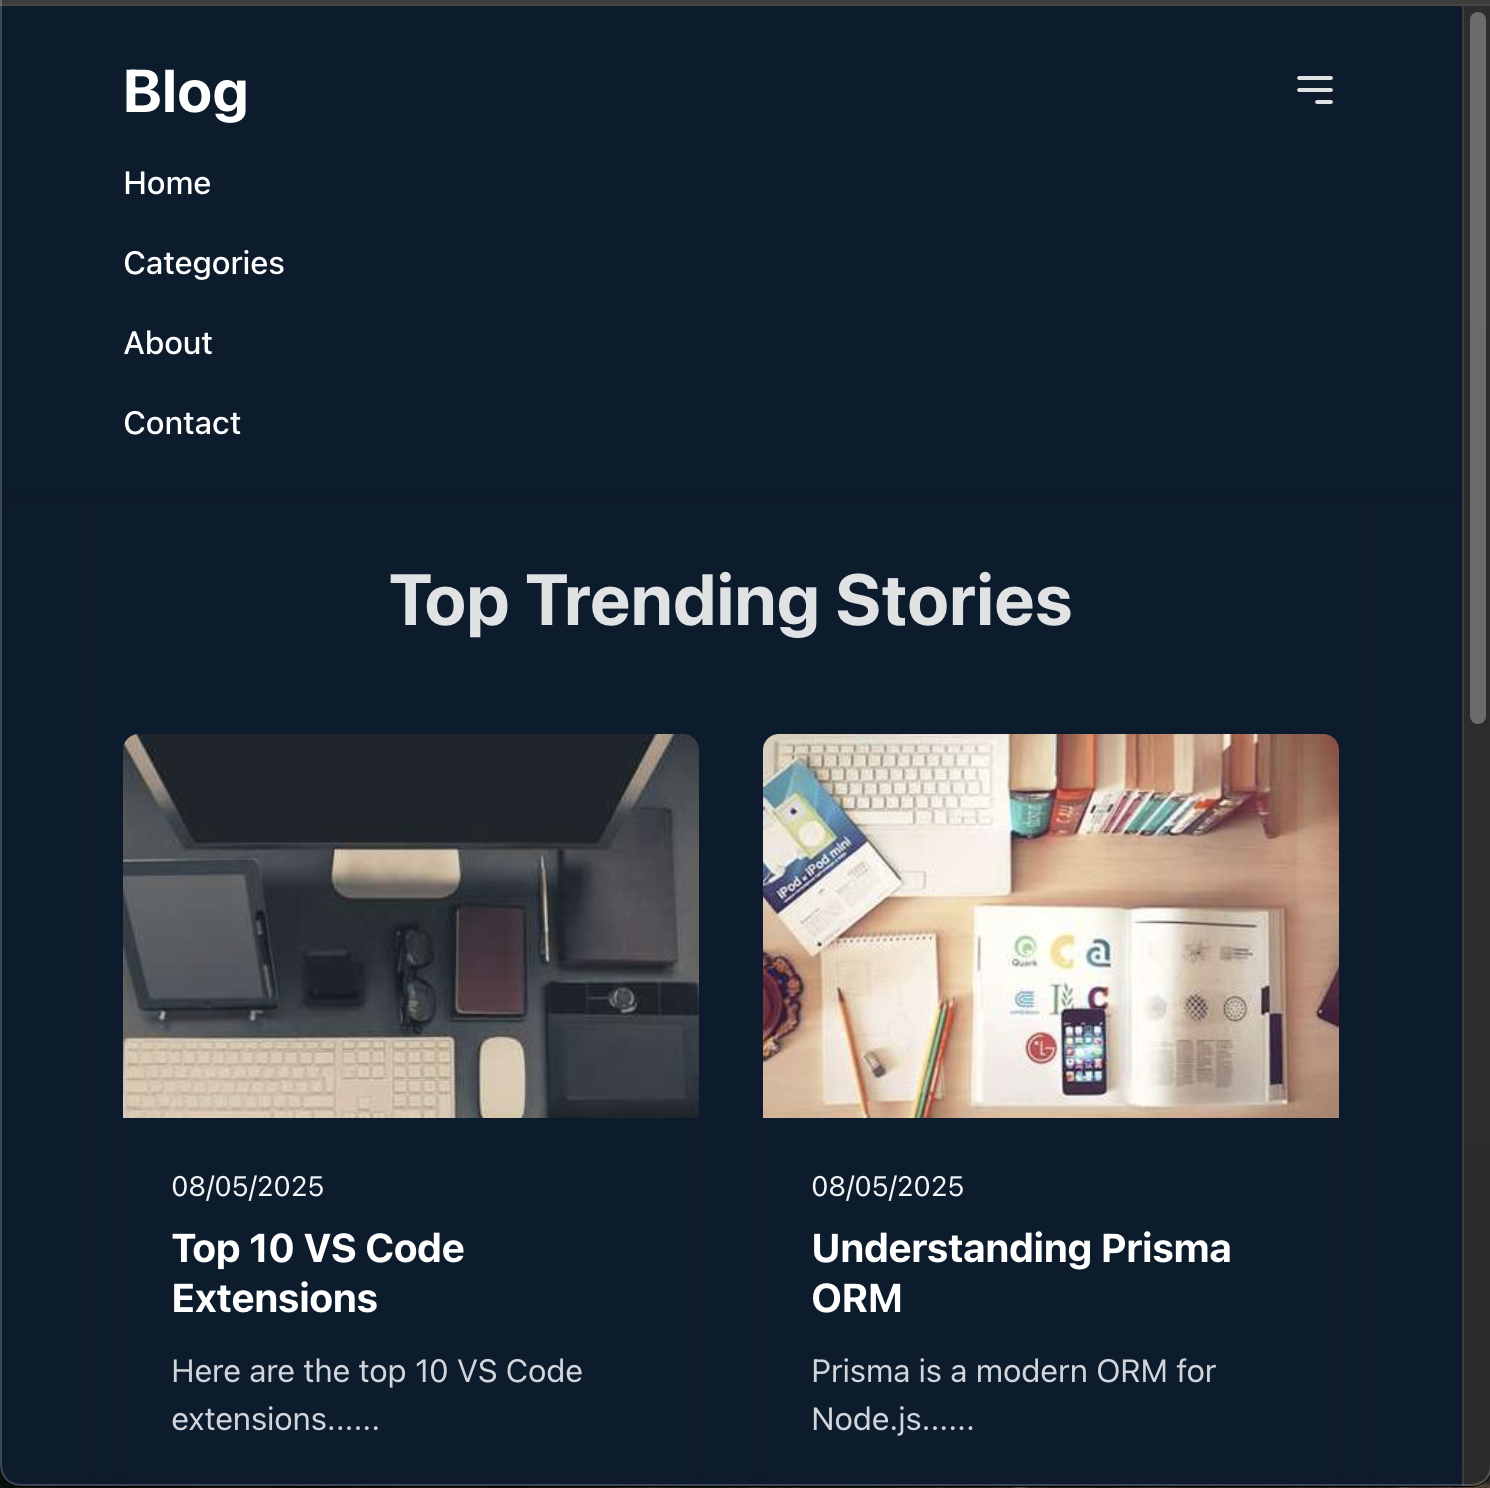 Blog
Home
Categories
About
Contact
Top Trending Stories
iPod × iPod mini
Quark
08/05/2025
Top 10 VS Code
Extensions
Here are the top 10 VS Code
extensions......
08/05/2025
Understanding Prisma
ORM
Prisma is a modern ORM for
Node.js......